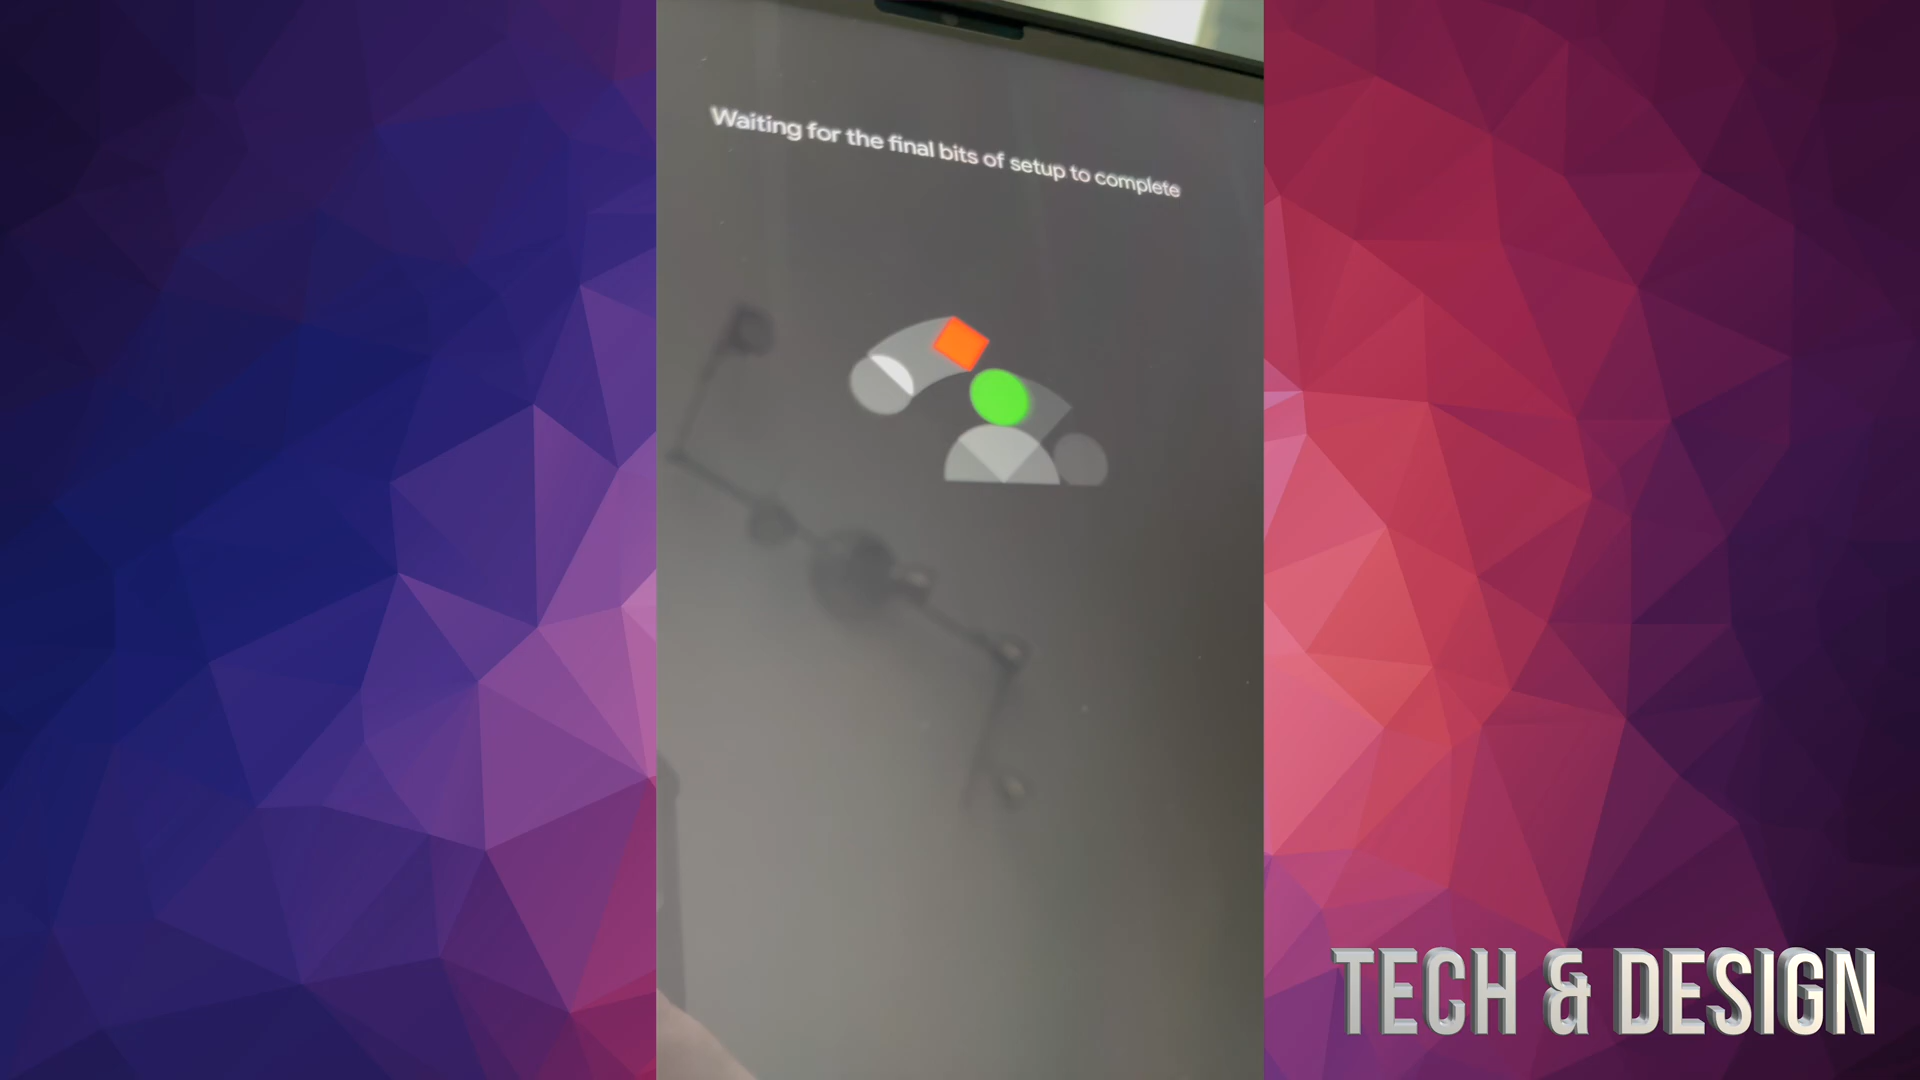 Waiting for the final bits of setup to complete
TECH & DESIGN